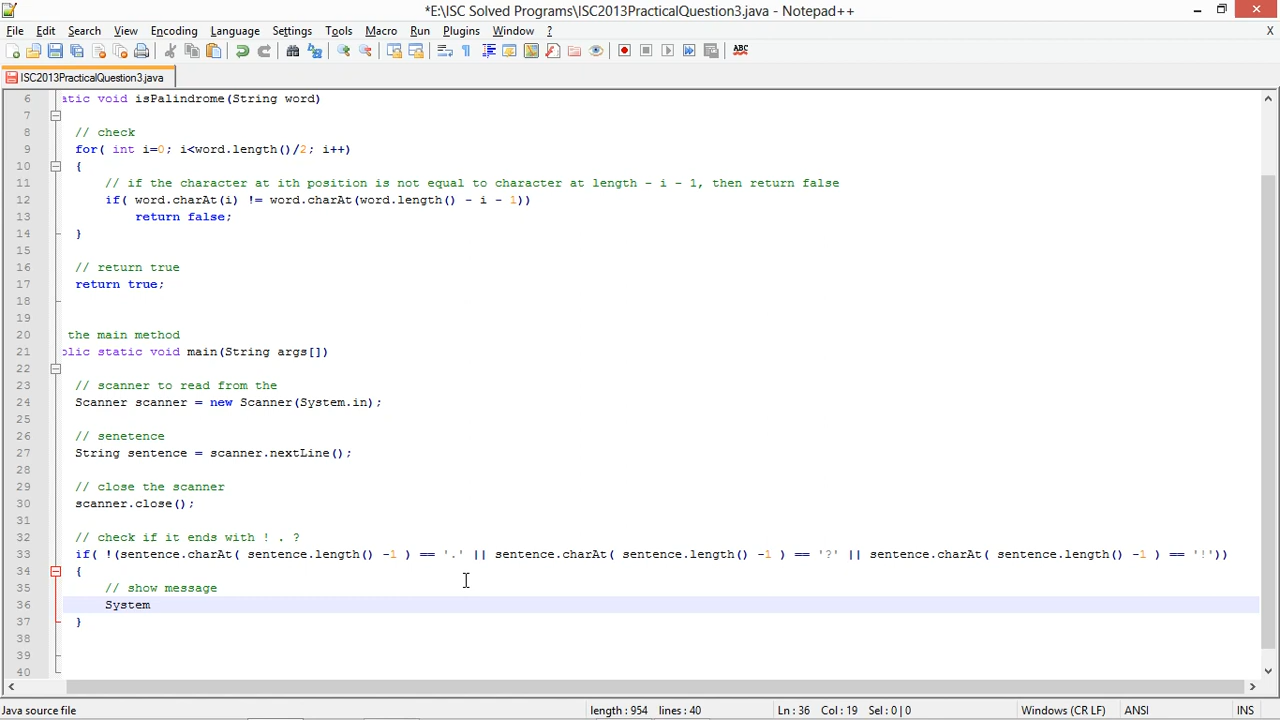 *E:\ISC Solved Programs\ISC2013PracticalQuestion3.java - Notepad++
File Edit Search View Encoding Language Settings Tools Macro Run Plugins Window ? X
ABC
ISC2013PracticalQuestion3.java
6 atic void isPalindrome(String word)
7
8 // check
9 for( int i=0; i<word.length()/2; i++)
10 {
11 // if the character at ith position is not equal to character at length - i - 1, then return false
12 if( word.charAt(i) != word.charAt(word.length() - i - 1))
13 return false;
14 }
15
16 // return true
17 return true;
18
19
20 the main method
21 blic static void main(String args[])
22
23 // scanner to read from the
24 Scanner scanner = new Scanner(System.in);
25
26 // senetence
27 String sentence = scanner.nextLine();
28
29 // close the scanner
30 scanner.close();
31
32 // check if it ends with ! . ?
33 if( !(sentence.charAt( sentence.length() -1 ) == '.' || sentence.charAt( sentence.length() -1 ) == '?' || sentence.charAt( sentence.length() -1 ) == '!'))
34 {
35 // show message
36 System
37 }
38
39
40
Java source file length : 954 lines : 40 Ln : 36 Col : 19 Sel : 0 | 0 Windows (CR LF) ANSI INS